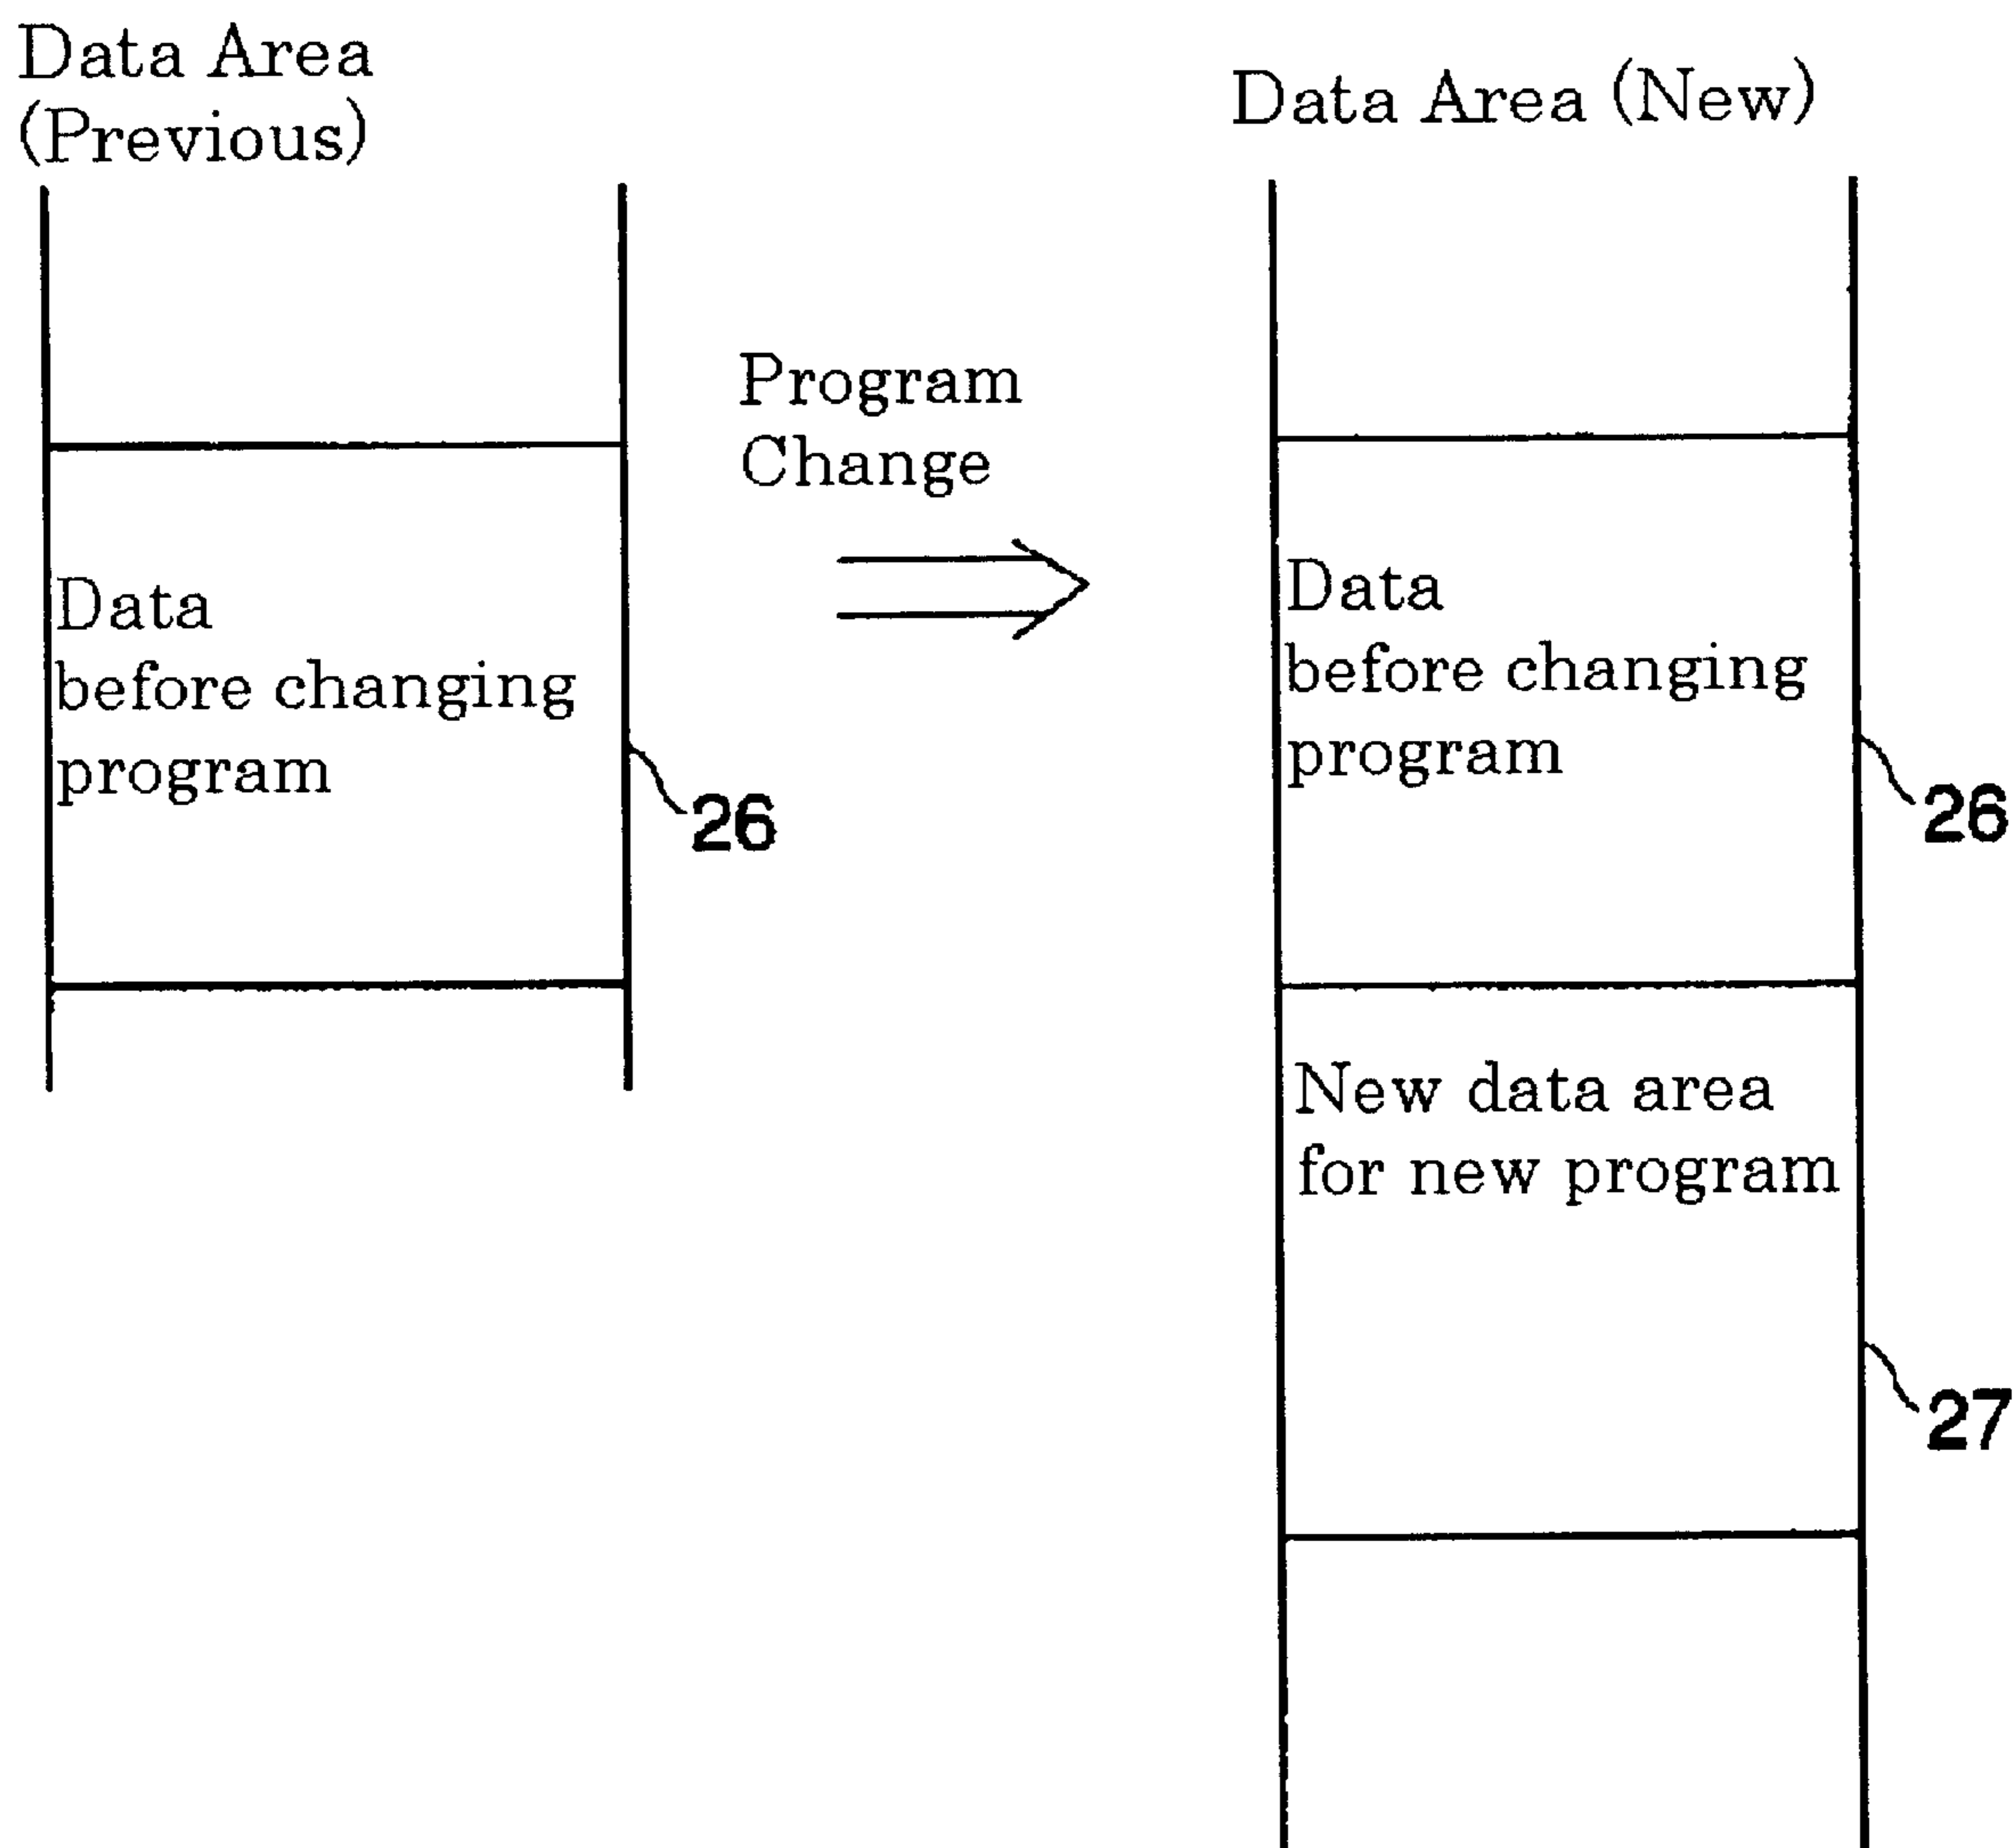 Data Area
(Previous)
Data
before changing
program
26
Program
Change
Data Area (New)
Data
before changing
program
26
New data area
for new program
27